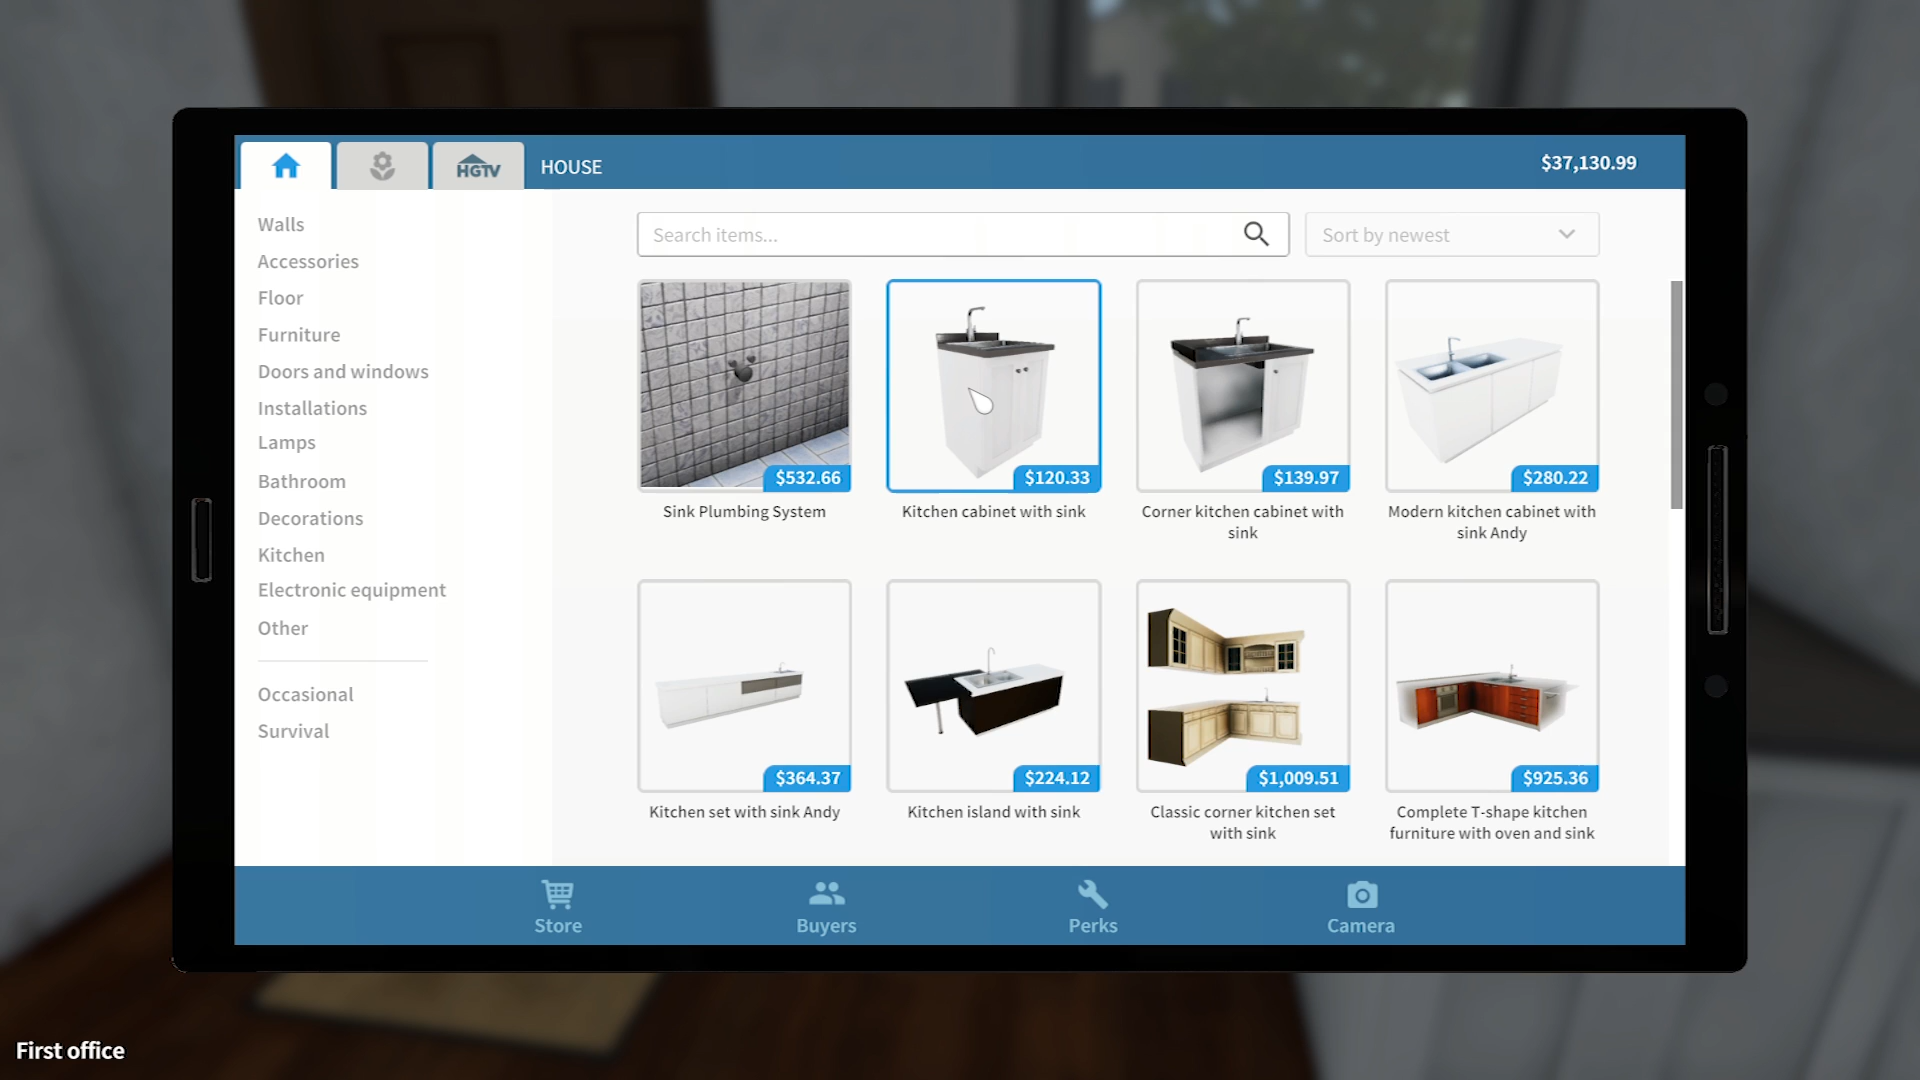 HGTV
HOUSE
$37,130.99
Walls
Accessories
Floor
Furniture
Doors and windows
Installations
Lamps
Bathroom
Decorations
Kitchen
Electronic equipment
Other
Occasional
Survival
Search items...
Sort by newest
$532.66
$120.33
$139.97
$280.22
Sink Plumbing System
Kitchen cabinet with sink
Corner kitchen cabinet with
sink
Modern kitchen cabinet with
sink Andy
$364.37
$224.12
$1,009.51
$925.36
Kitchen set with sink Andy
Kitchen island with sink
Classic corner kitchen set
with sink
Complete T-shape kitchen
furniture with oven and sink
Store
Buyers
Perks
Camera
First office